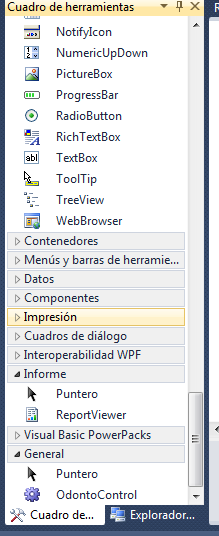 Cuadro de herramientas
NotifyIcon
NumericUpDown
PictureBox
ProgressBar
RadioButton
RichTextBox
abl TextBox
ToolTip
TreeView
WebBrowser
Contenedores
Menús y barras de herramie...
Datos
Componentes
Impresión
Cuadros de diálogo
Interoperabilidad WPF
Informe
Puntero
ReportViewer
Visual Basic PowerPacks
General
Puntero
OdontoControl
Cuadro de... Explorador...